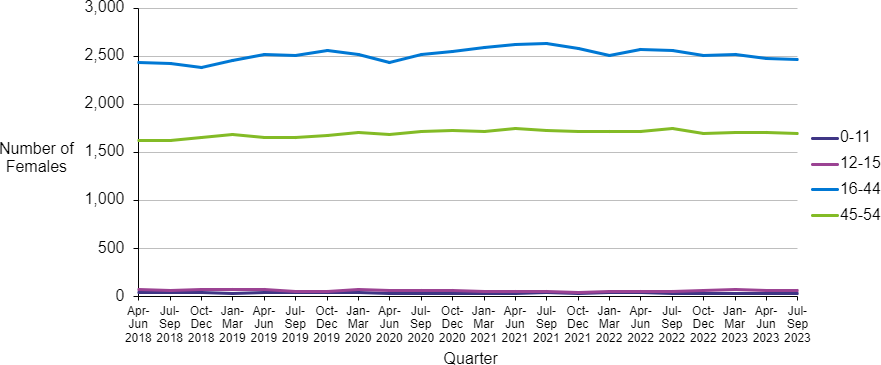 3,000
2,500
2,000
1,500
1,000
500
0
Number of
Females
Apr- Jul- Oct- Jan- Apr- Jul- Oct- Jan- Apr- Jul- Oct- Jan- Apr- Jul- Oct- Jan- Apr- Jul- Oct- Jan- Apr- Jul-
Jun Sep Dec Mar Jun Sep Dec Mar Jun Sep Dec Mar Jun Sep Dec Mar Jun Sep Dec Mar Jun Sep
2018 2018 2018 2019 2019 2019 2019 2020 2020 2020 2020 2021 2021 2021 2021 2022 2022 2022 2022 2023 2023 2023
Quarter
0-11
12-15
16-44
45-54